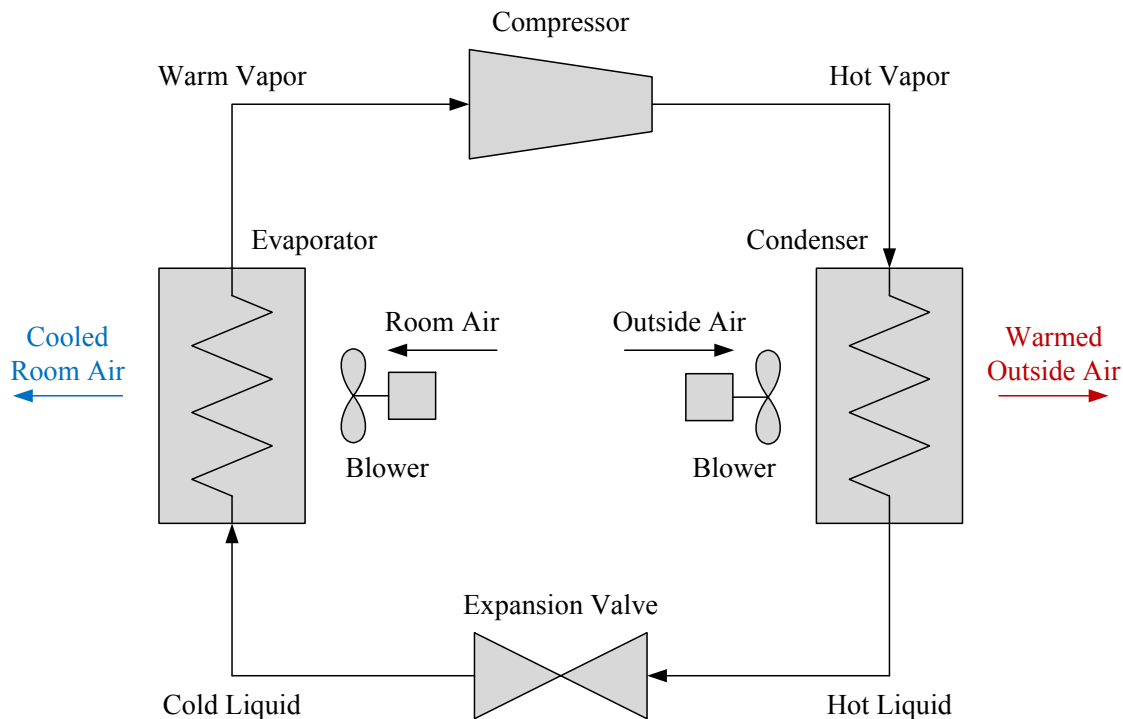 Compressor
Warm Vapor
Hot Vapor
Evaporator
Condenser
Cooled
Room Air
Room Air
Outside Air
Warmed
Outside Air
Blower
Blower
Expansion Valve
Cold Liquid
Hot Liquid